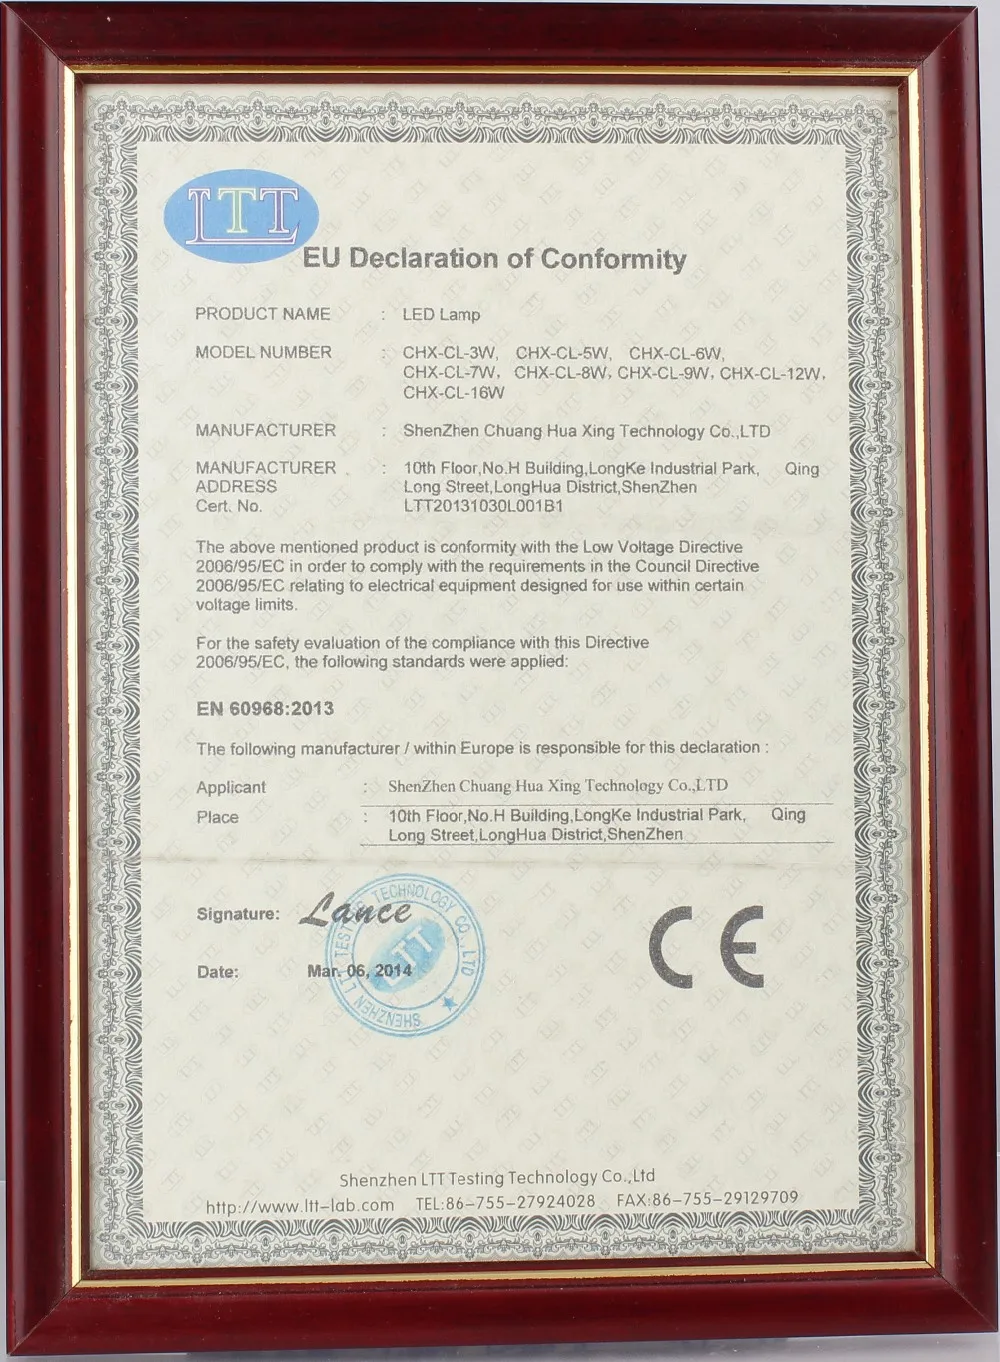 LTT
EU Declaration of Conformity
PRODUCT NAME : LED Lamp
MODEL NUMBER : CHX-CL-3W, CHX-CL-5W, CHX-CL-6W,
CHX-CL-7W, CHX-CL-8W, CHX-CL-9W, CHX-CL-12W,
CHX-CL-16W
MANUFACTURER : ShenZhen Chuang Hua Xing Technology Co.,LTD
MANUFACTURER : 10th Floor,No.H Building,LongKe Industrial Park, Qing
ADDRESS Long Street,LongHua District,ShenZhen
Cert. No. LTT20131030L001B1
The above mentioned product is conformity with the Low Voltage Directive
2006/95/EC in order to comply with the requirements in the Council Directive
2006/95/EC relating to electrical equipment designed for use within certain
voltage limits.
For the safety evaluation of the compliance with this Directive
2006/95/EC, the following standards were applied:
EN 60968:2013
The following manufacturer / within Europe is responsible for this declaration :
Applicant : ShenZhen Chuang Hua Xing Technology Co.,LTD
Place : 10th Floor,No.H Building,LongKe Industrial Park, Qing
Long Street,LongHua District,ShenZhen
Signature: Lance
Date: Mar. 06, 2014
SHENZHEN LTT TESTING TECHNOLOGY CO., LTD.
LTT
CE
Shenzhen LTT Testing Technology Co.,Ltd
http://www.ltt-lab.com TEL:86-755-27924028 FAX:86-755-29129709